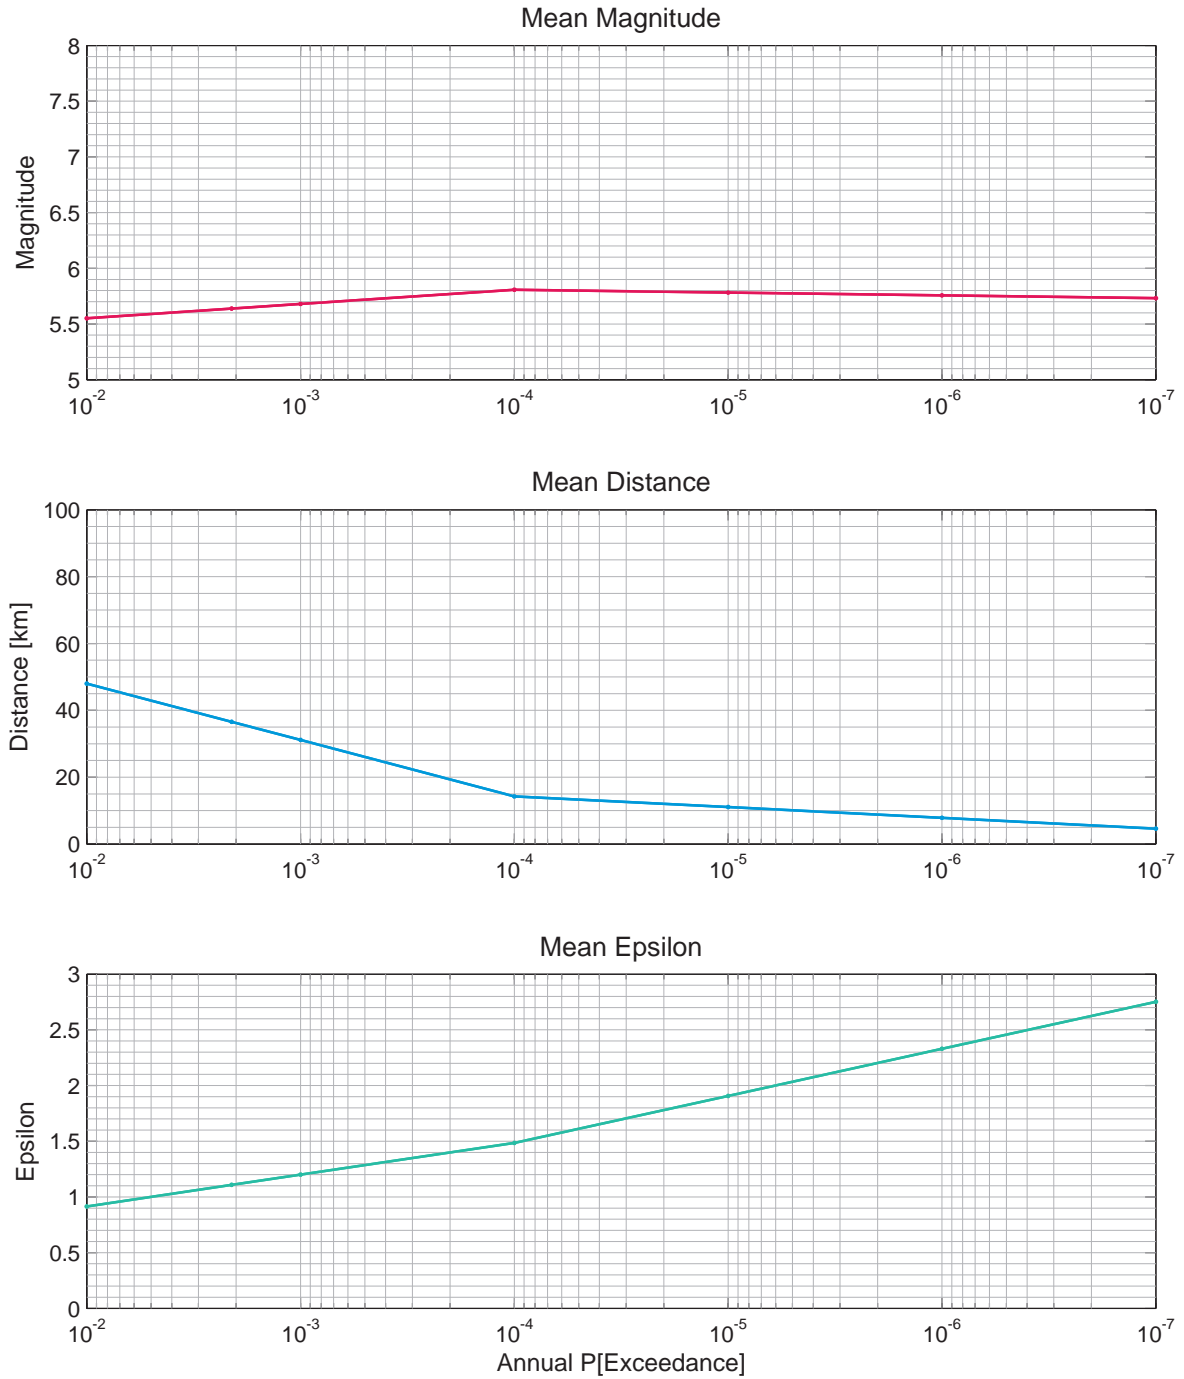 Mean Magnitude
8
7.5
7
6.5
6
5.5
5
Magnitude
10^-2 10^-3 10^-4 10^-5 10^-6 10^-7
Mean Distance
100
80
60
40
20
0
Distance [km]
10^-2 10^-3 10^-4 10^-5 10^-6 10^-7
Mean Epsilon
3
2.5
2
1.5
1
0.5
0
Epsilon
10^-2 10^-3 10^-4 10^-5 10^-6 10^-7
Annual P[Exceedance]